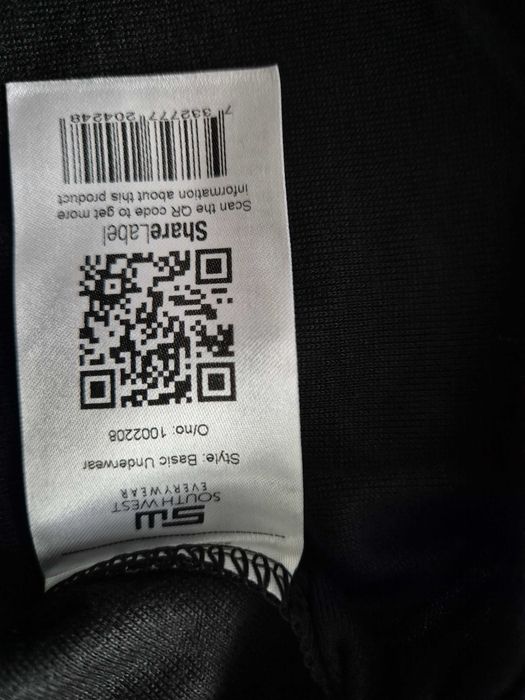 SW
SOUTH WEST
EVERYWEAR
Style: Basic Underwear
O/no: 1002208
ShareLabel
Scan the QR code to get more
information about this product
7 332777 204248